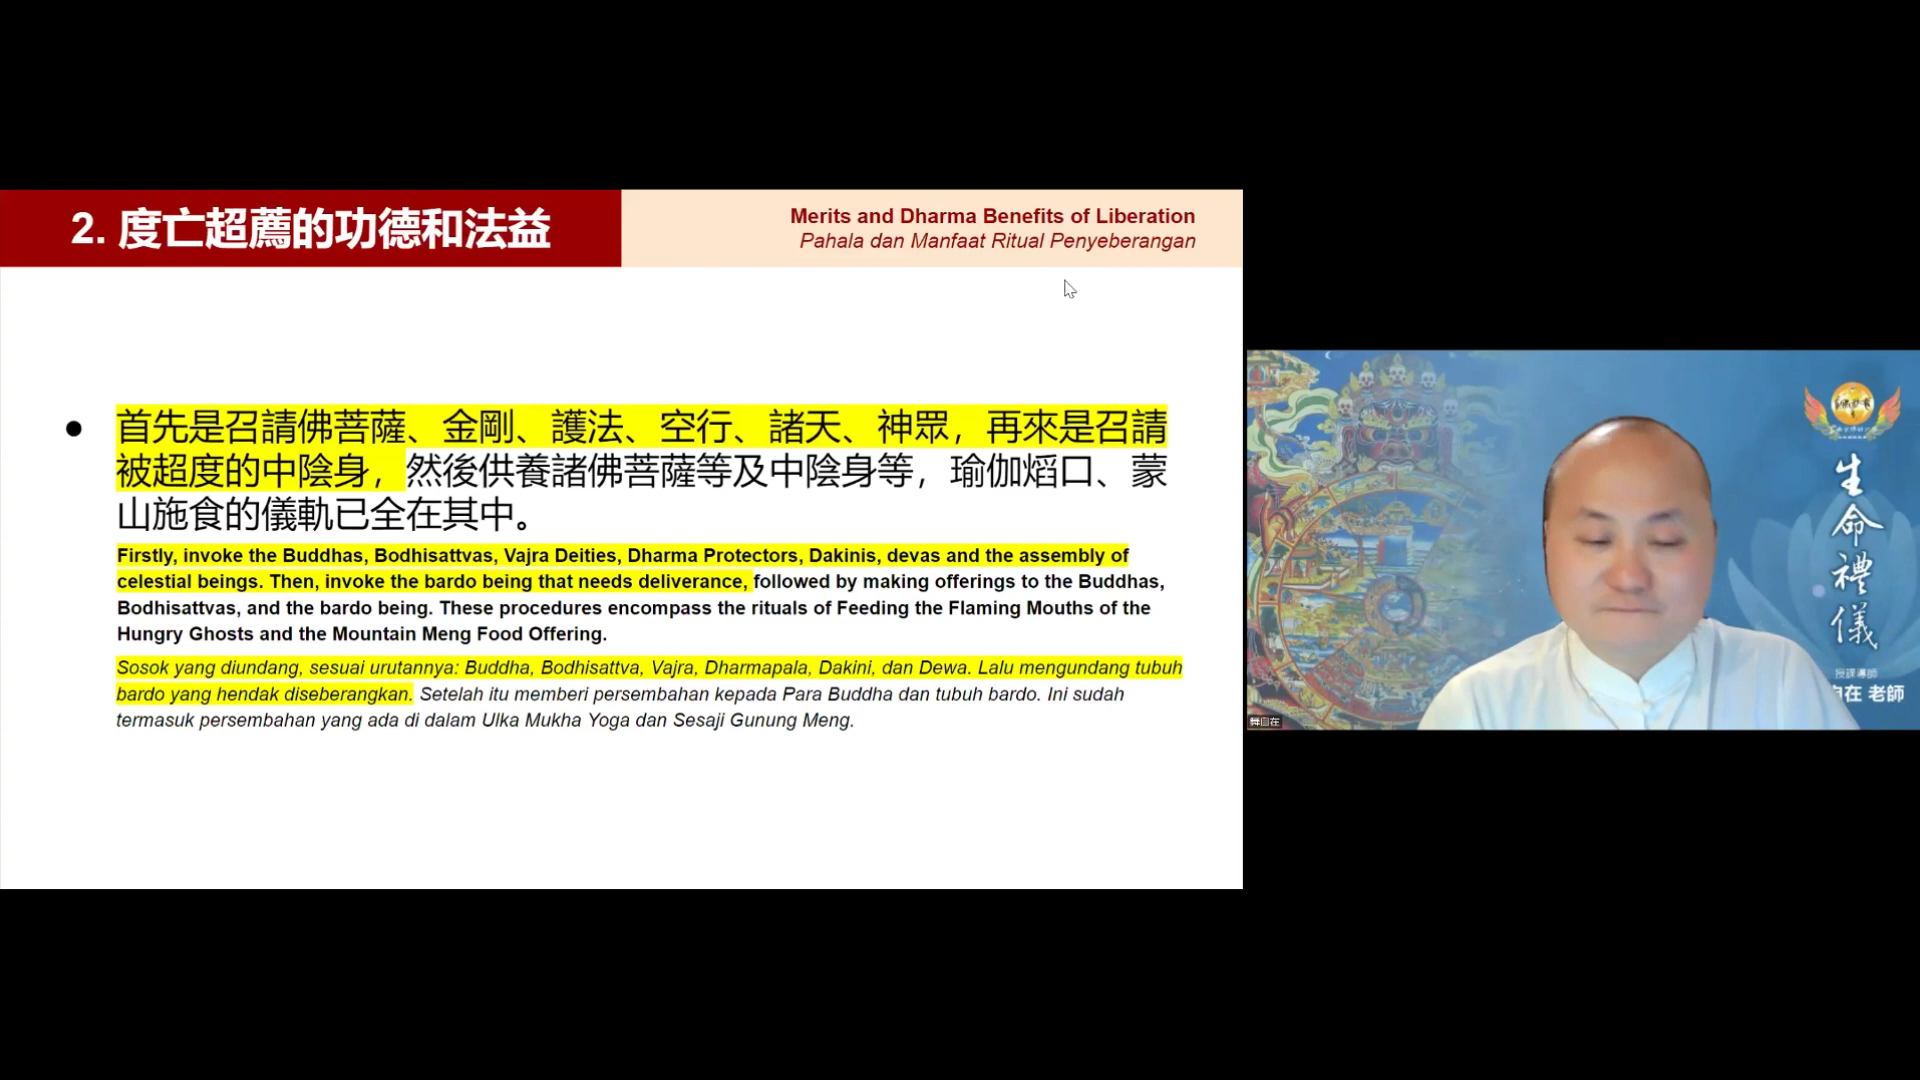 2. 度亡超薦的功德和法益
Merits and Dharma Benefits of Liberation
Pahala dan Manfaat Ritual Penyeberangan
● 首先是召請佛菩薩、金剛、護法、空行、諸天、神眾，再來是召請
被超度的中陰身，然後供養諸佛菩薩等及中陰身等，瑜伽焰口、蒙
山施食的儀軌已全在其中。
Firstly, invoke the Buddhas, Bodhisattvas, Vajra Deities, Dharma Protectors, Dakinis, devas and the assembly of
celestial beings. Then, invoke the bardo being that needs deliverance, followed by making offerings to the Buddhas,
Bodhisattvas, and the bardo being. These procedures encompass the rituals of Feeding the Flaming Mouths of the
Hungry Ghosts and the Mountain Meng Food Offering.
Sosok yang diundang, sesuai urutannya: Buddha, Bodhisattva, Vajra, Dharmapala, Dakini, dan Dewa. Lalu mengundang tubuh
bardo yang hendak diseberangkan. Setelah itu memberi persembahan kepada Para Buddha dan tubuh bardo. Ini sudah
termasuk persembahan yang ada di dalam Ulka Mukha Yoga dan Sesaji Gunung Meng.
生命禮儀
授課導師
自在 老師